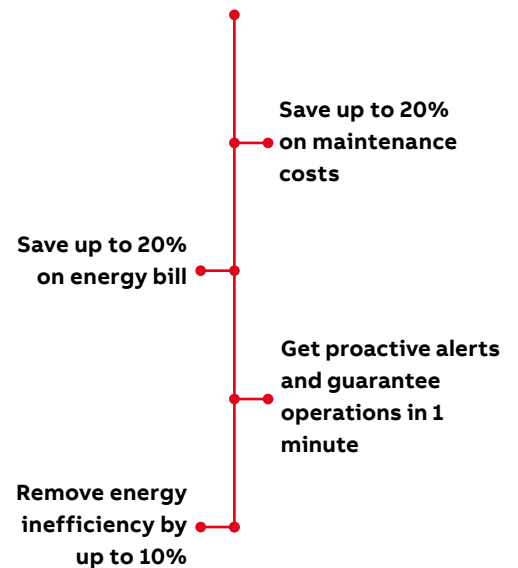 Save up to 20%
on maintenance
costs
Save up to 20%
on energy bill
Get proactive alerts
and guarantee
operations in 1
minute
Remove energy
inefficiency by
up to 10%